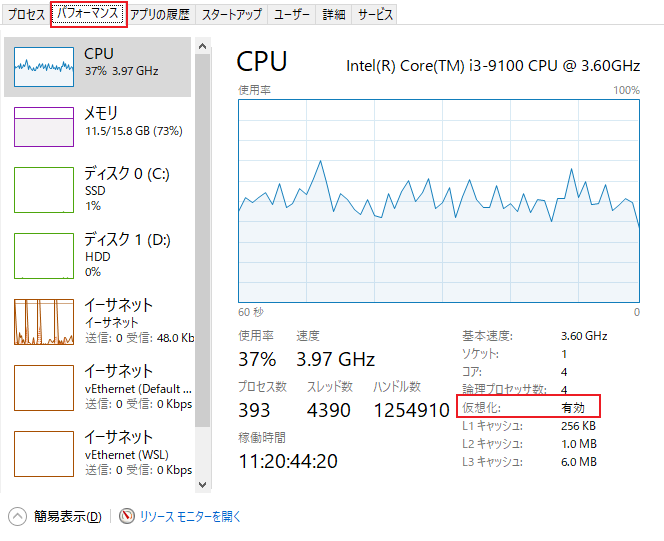 プロセス パフォーマンス アプリの履歴 スタートアップ ユーザー 詳細 サービス
CPU
37% 3.97 GHz
メモリ
11.5/15.8 GB (73%)
ディスク 0 (C:)
SSD
1%
ディスク 1 (D:)
HDD
0%
イーサネット
イーサネット
送信: 0 受信: 48.0 Kb
イーサネット
vEthernet (Default ...
送信: 0 受信: 0 Kbps
イーサネット
vEthernet (WSL)
送信: 0 受信: 0 Kbps
CPU Intel(R) Core(TM) i3-9100 CPU @ 3.60GHz
使用率 100%
60 秒 0
使用率 速度
37% 3.97 GHz
プロセス数 スレッド数 ハンドル数
393 4390 1254910
稼働時間
11:20:44:20
基本速度: 3.60 GHz
ソケット: 1
コア: 4
論理プロセッサ数: 4
仮想化: 有効
L1 キャッシュ: 256 KB
L2 キャッシュ: 1.0 MB
L3 キャッシュ: 6.0 MB
簡易表示(D) リソース モニターを開く